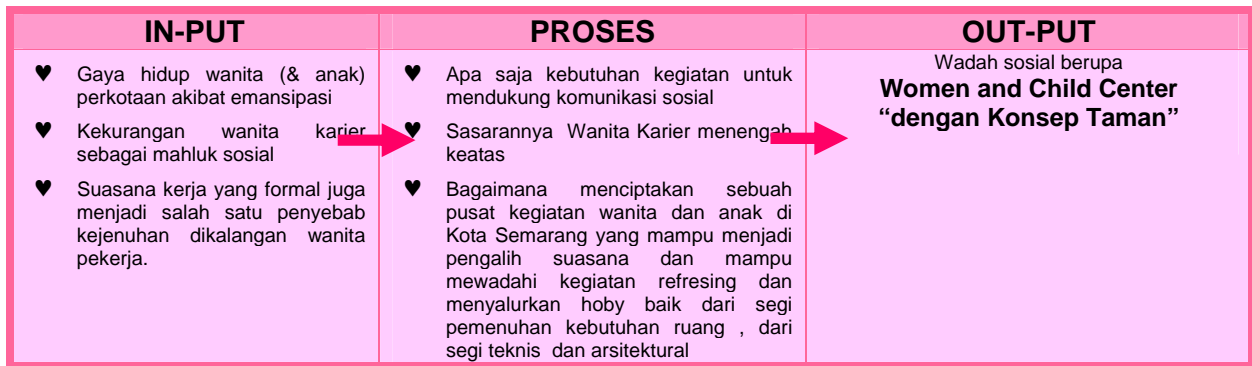 IN-PUT
♥ Gaya hidup wanita (& anak)
perkotaan akibat emansipasi
♥ Kekurangan wanita karier
sebagai mahluk sosial
♥ Suasana kerja yang formal juga
menjadi salah satu penyebab
kejenuhan dikalangan wanita
pekerja.
PROSES
♥ Apa saja kebutuhan kegiatan untuk
mendukung komunikasi sosial
♥ Sasarannya Wanita Karier menengah
keatas
♥ Bagaimana menciptakan sebuah
pusat kegiatan wanita dan anak di
Kota Semarang yang mampu menjadi
pengalih suasana dan mampu
mewadahi kegiatan refresing dan
menyalurkan hoby baik dari segi
pemenuhan kebutuhan ruang , dari
segi teknis dan arsitektural
OUT-PUT
Wadah sosial berupa
Women and Child Center
“dengan Konsep Taman”